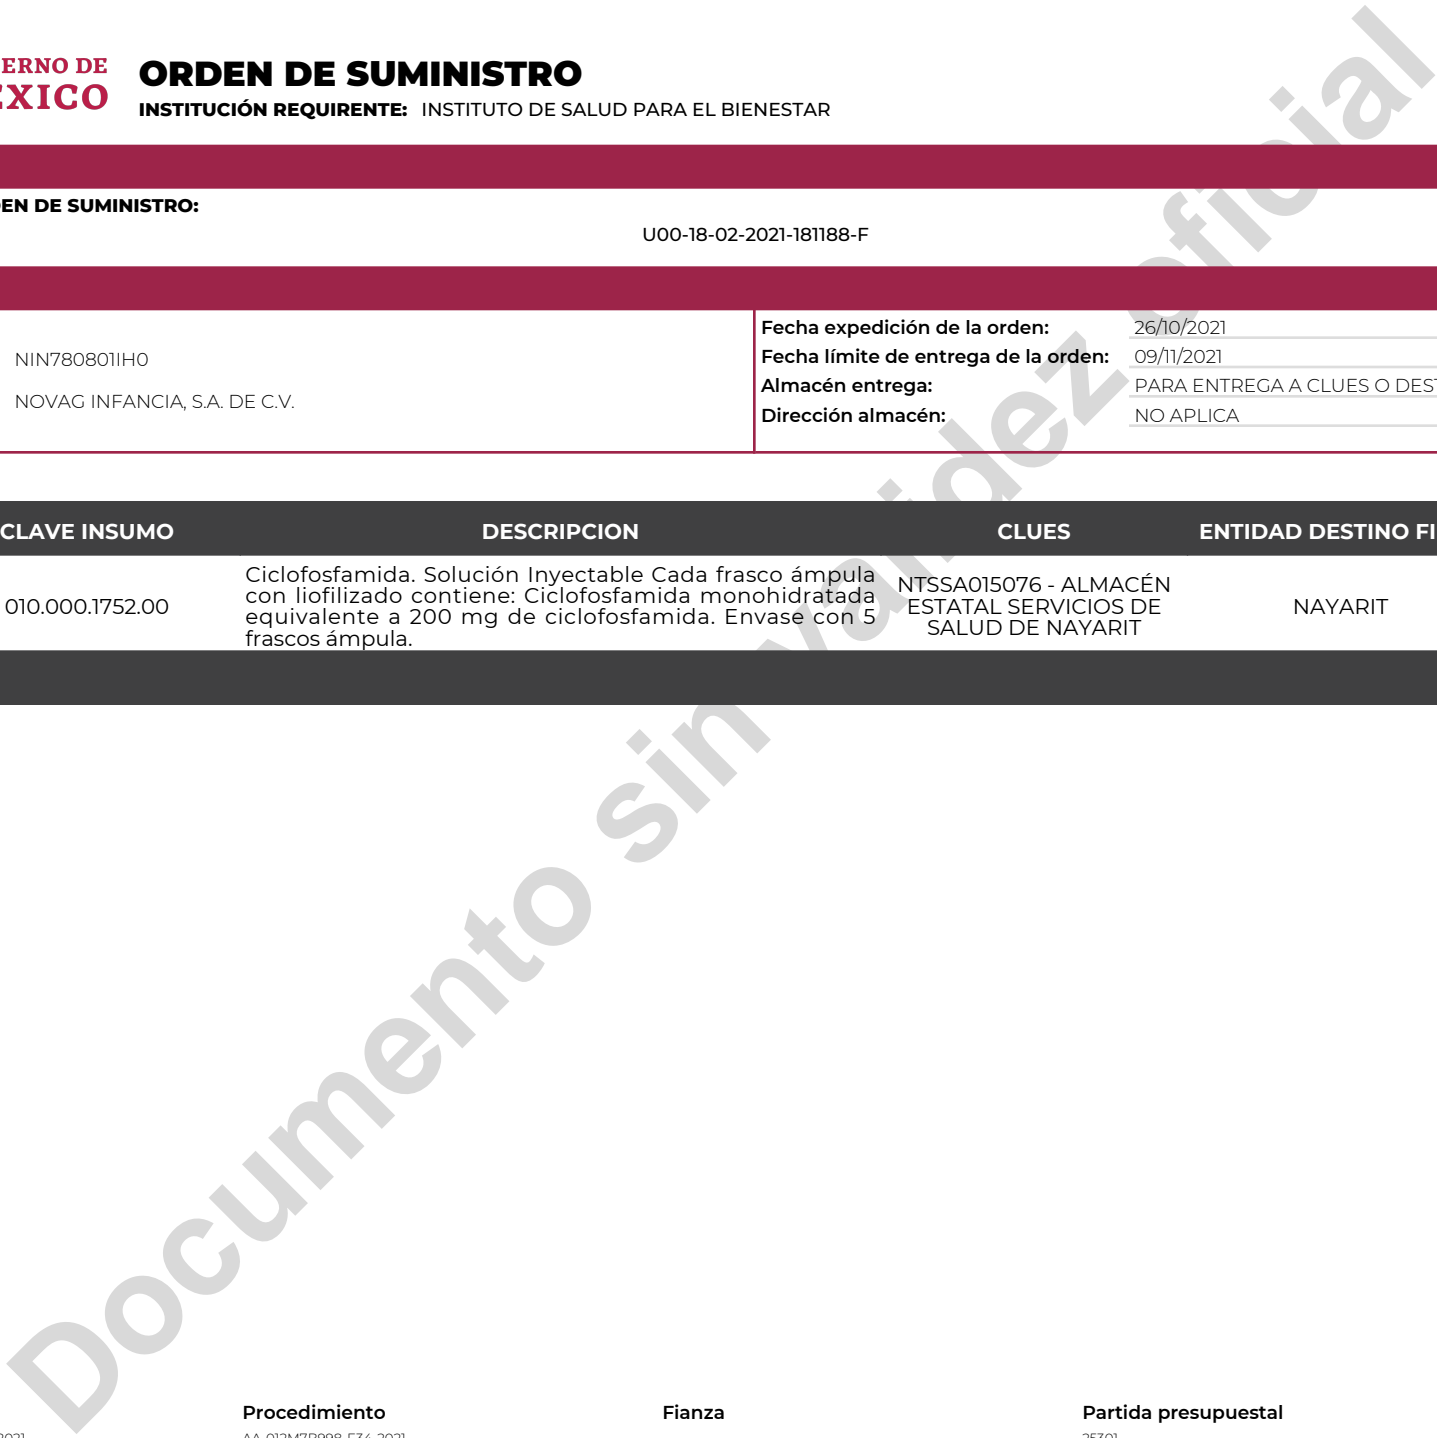 ERNO DE
EXICO
ORDEN DE SUMINISTRO
INSTITUCIÓN REQUIRENTE: INSTITUTO DE SALUD PARA EL BIENESTAR
EN DE SUMINISTRO:
U00-18-02-2021-181188-F
NIN780801IH0
NOVAG INFANCIA, S.A. DE C.V.
Fecha expedición de la orden: 26/10/2021
Fecha límite de entrega de la orden: 09/11/2021
Almacén entrega: PARA ENTREGA A CLUES O DEST
Dirección almacén: NO APLICA
CLAVE INSUMO DESCRIPCION CLUES ENTIDAD DESTINO FI
010.000.1752.00
Ciclofosfamida. Solución Inyectable Cada frasco ámpula
con liofilizado contiene: Ciclofosfamida monohidratada
equivalente a 200 mg de ciclofosfamida. Envase con 5
frascos ámpula.
NTSSA015076 - ALMACÉN
ESTATAL SERVICIOS DE
SALUD DE NAYARIT
NAYARIT
Documento sin validez oficial
Procedimiento Fianza Partida presupuestal